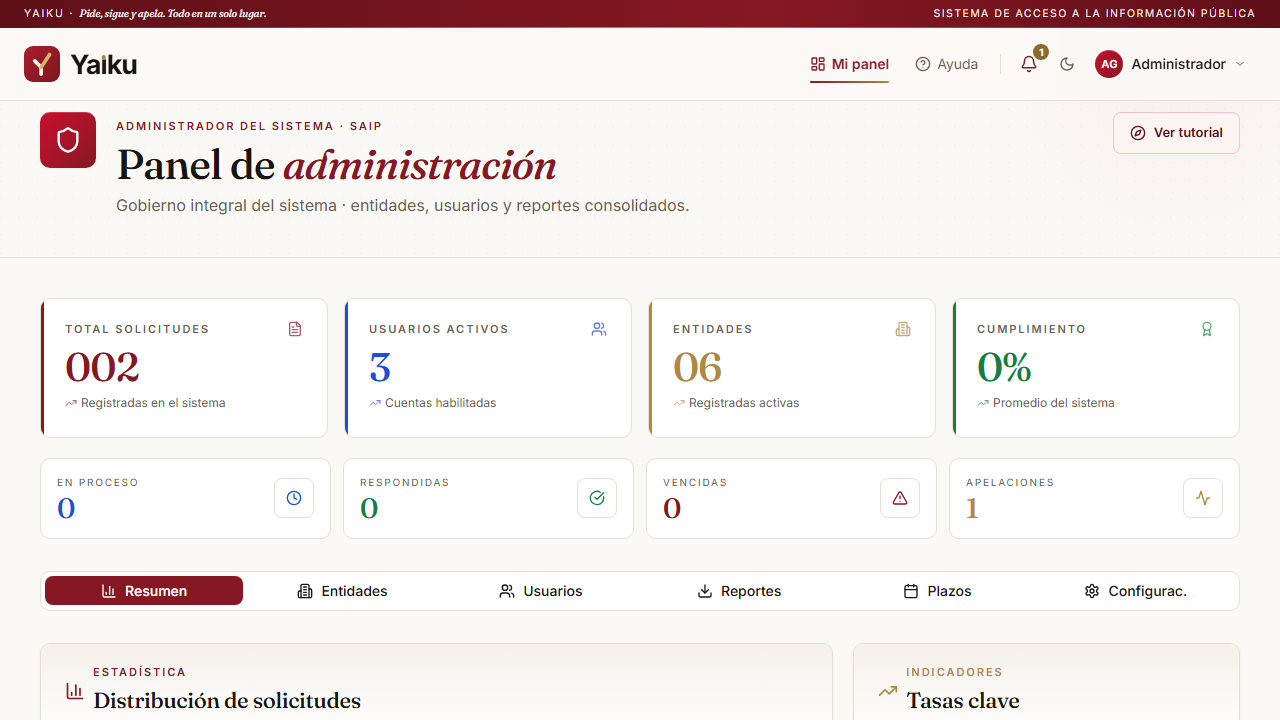 YAIKU · Pide, sigue y apela. Todo en un solo lugar.
SISTEMA DE ACCESO A LA INFORMACIÓN PÚBLICA
Yaiku
Mi panel
Ayuda
1
AG
Administrador
ADMINISTRADOR DEL SISTEMA · SAIP
Panel de administración
Gobierno integral del sistema · entidades, usuarios y reportes consolidados.
Ver tutorial
TOTAL SOLICITUDES
002
Registradas en el sistema
USUARIOS ACTIVOS
3
Cuentas habilitadas
ENTIDADES
06
Registradas activas
CUMPLIMIENTO
0%
Promedio del sistema
EN PROCESO
0
RESPONDIDAS
0
VENCIDAS
0
APELACIONES
1
Resumen
Entidades
Usuarios
Reportes
Plazos
Configurac.
ESTADÍSTICA
Distribución de solicitudes
INDICADORES
Tasas clave